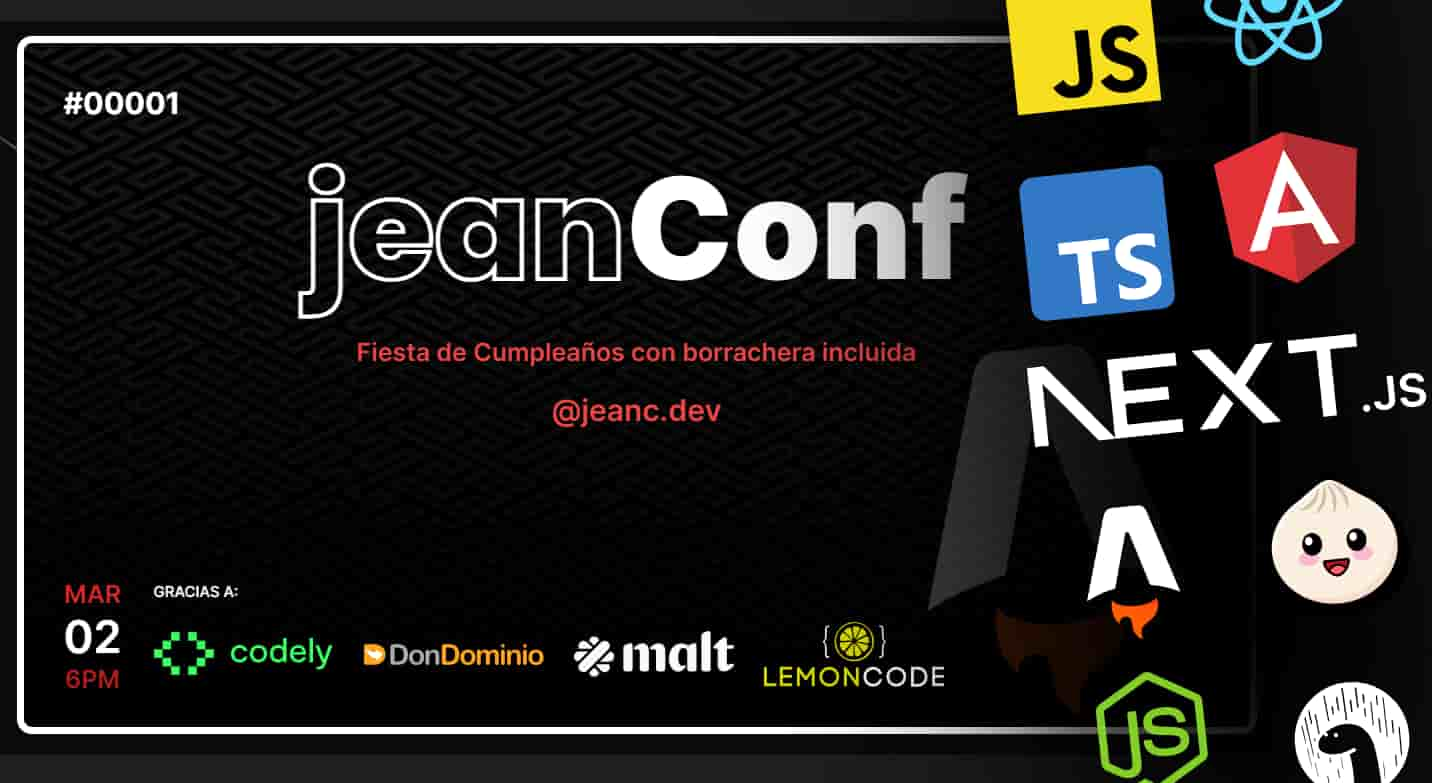 #00001
jeanConf
Fiesta de Cumpleaños con borrachera incluida
@jeanc.dev
MAR
02
6PM
GRACIAS A:
codely
DonDominio
malt
{ }
LEMONCODE
JS
TS
A
NEXT.JS
JS